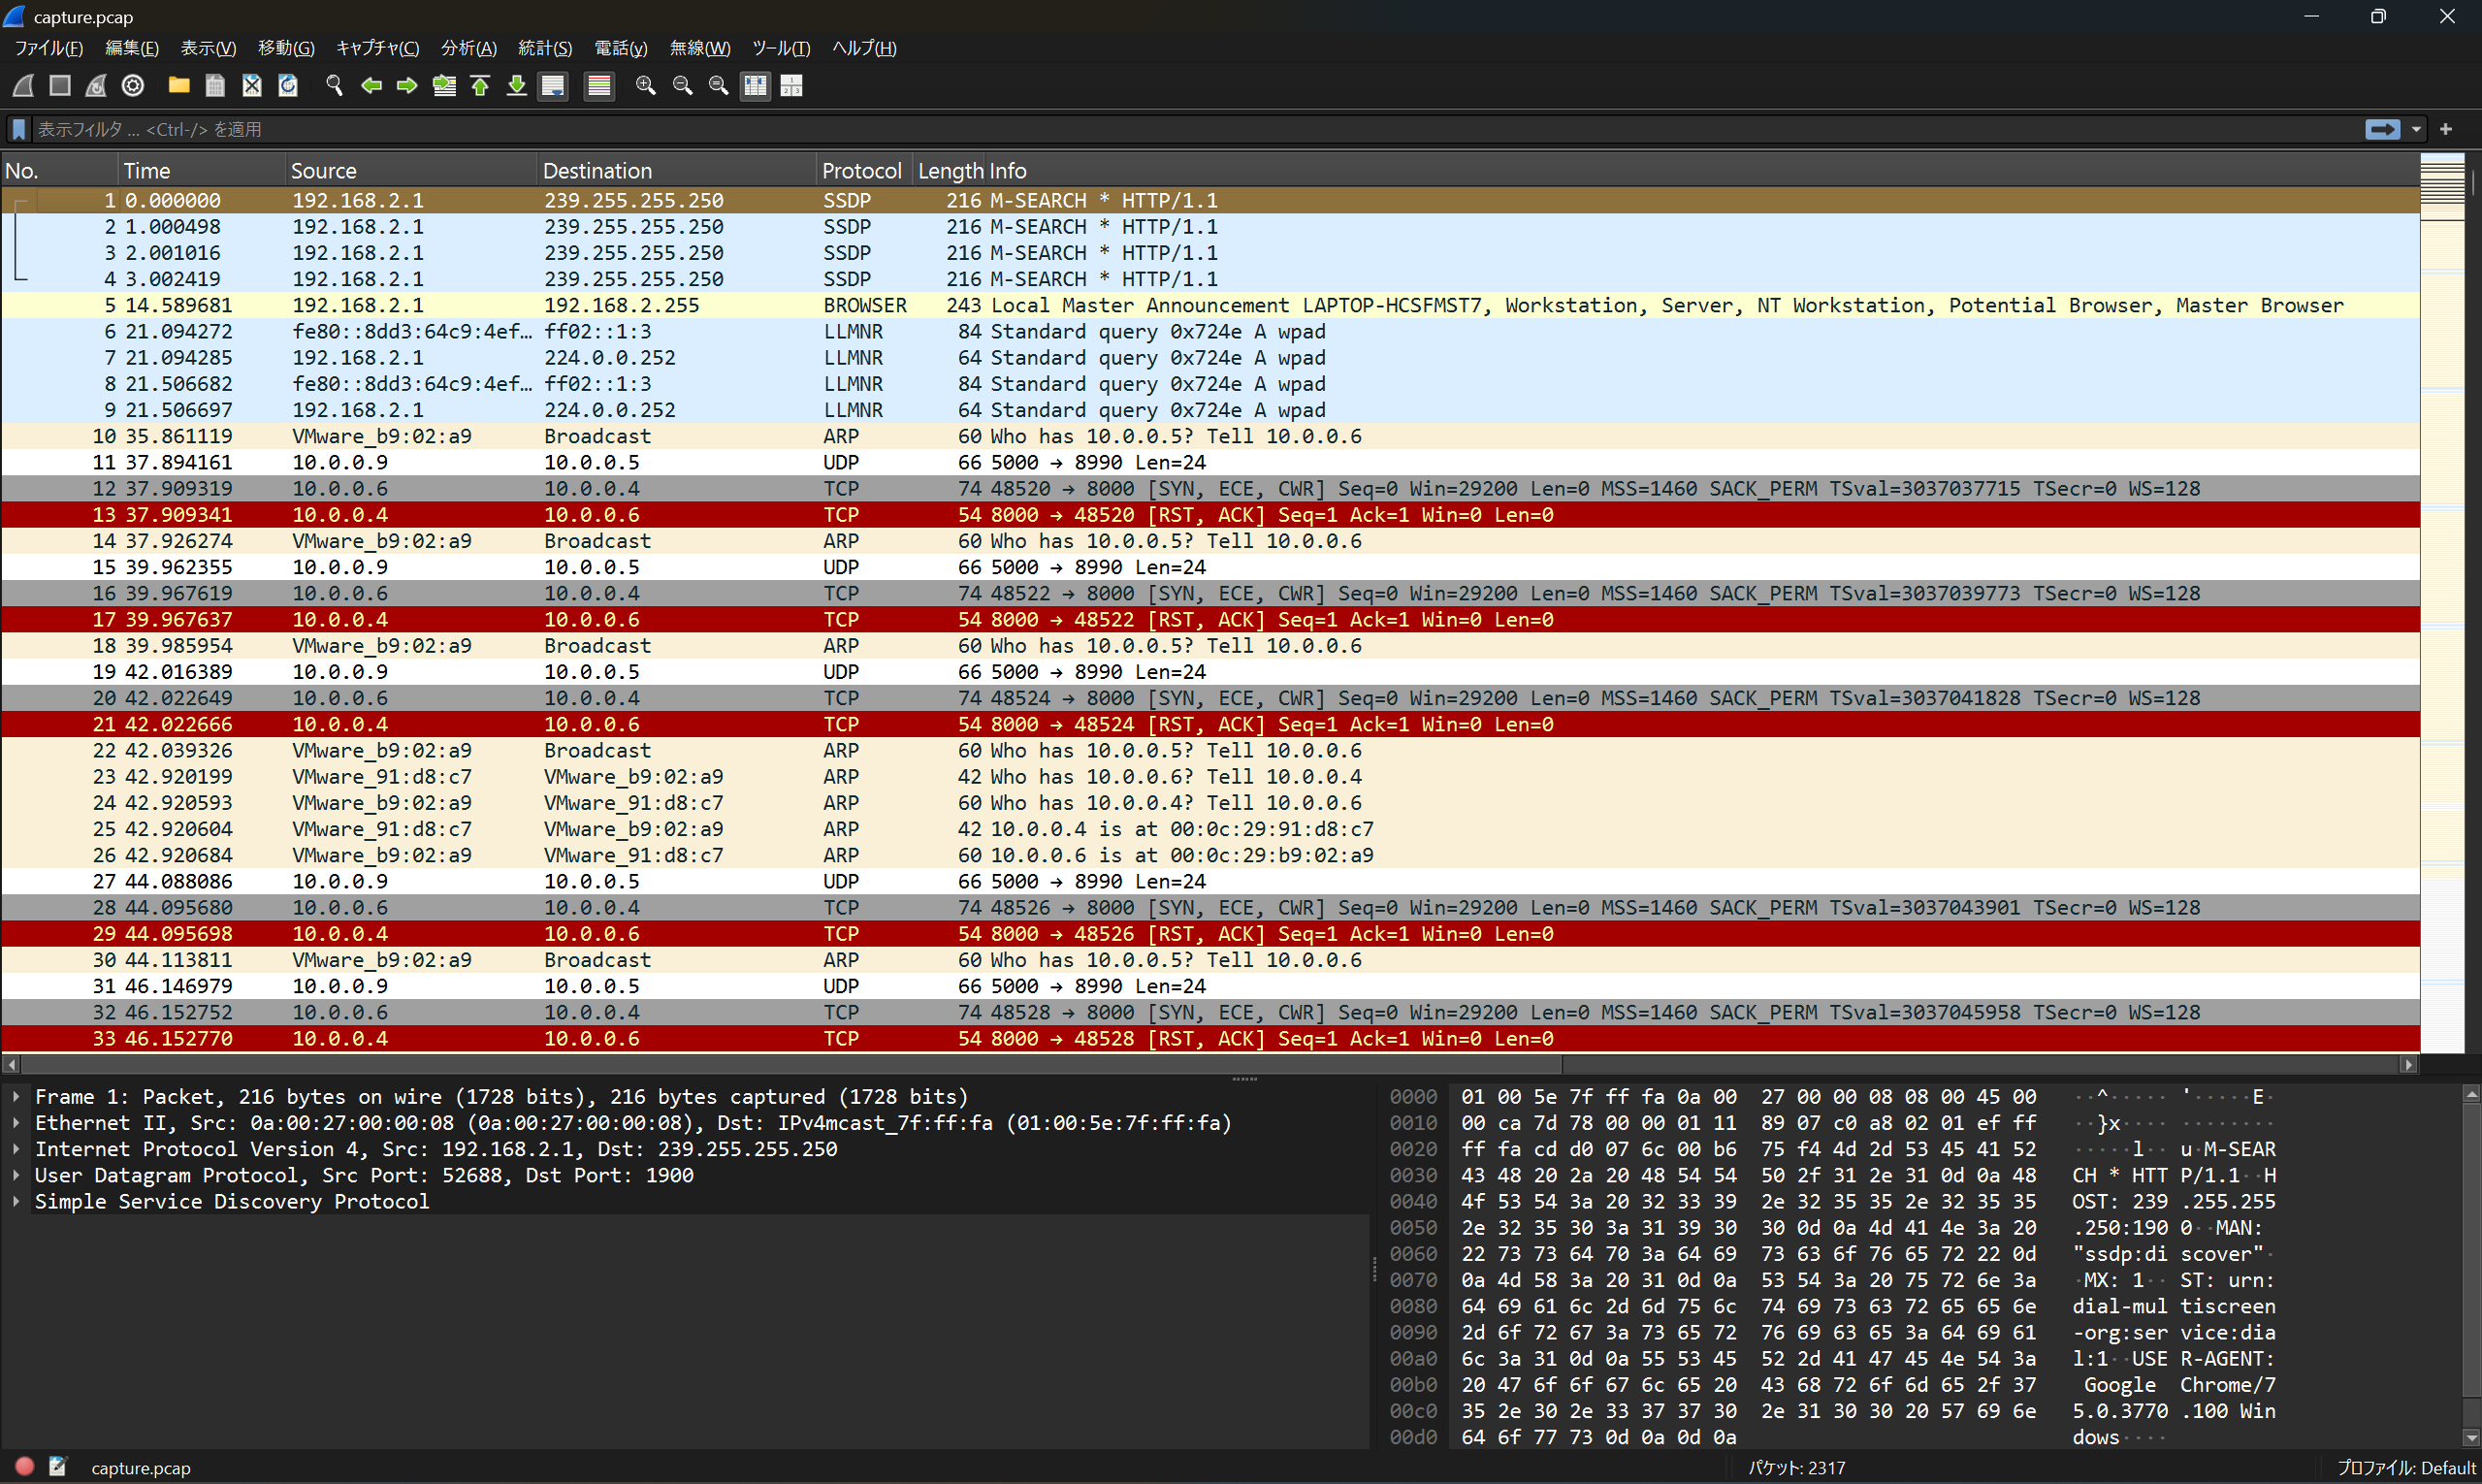 capture.pcap
ファイル(F) 編集(E) 表示(V) 移動(G) キャプチャ(C) 分析(A) 統計(S) 電話(y) 無線(W) ツール(T) ヘルプ(H)
表示フィルタ ... <Ctrl-/> を適用
No. Time Source Destination Protocol Length Info
1 0.000000 192.168.2.1 239.255.255.250 SSDP 216 M-SEARCH * HTTP/1.1
2 1.000498 192.168.2.1 239.255.255.250 SSDP 216 M-SEARCH * HTTP/1.1
3 2.001016 192.168.2.1 239.255.255.250 SSDP 216 M-SEARCH * HTTP/1.1
4 3.002419 192.168.2.1 239.255.255.250 SSDP 216 M-SEARCH * HTTP/1.1
5 14.589681 192.168.2.1 192.168.2.255 BROWSER 243 Local Master Announcement LAPTOP-HCSFMST7, Workstation, Server, NT Workstation, Potential Browser, Master Browser
6 21.094272 fe80::8dd3:64c9:4ef… ff02::1:3 LLMNR 84 Standard query 0x724e A wpad
7 21.094285 192.168.2.1 224.0.0.252 LLMNR 64 Standard query 0x724e A wpad
8 21.506682 fe80::8dd3:64c9:4ef… ff02::1:3 LLMNR 84 Standard query 0x724e A wpad
9 21.506697 192.168.2.1 224.0.0.252 LLMNR 64 Standard query 0x724e A wpad
10 35.861119 VMware_b9:02:a9 Broadcast ARP 60 Who has 10.0.0.5? Tell 10.0.0.6
11 37.894161 10.0.0.9 10.0.0.5 UDP 66 5000 → 8990 Len=24
12 37.909319 10.0.0.6 10.0.0.4 TCP 74 48520 → 8000 [SYN, ECE, CWR] Seq=0 Win=29200 Len=0 MSS=1460 SACK_PERM TSval=3037037715 TSecr=0 WS=128
13 37.909341 10.0.0.4 10.0.0.6 TCP 54 8000 → 48520 [RST, ACK] Seq=1 Ack=1 Win=0 Len=0
14 37.926274 VMware_b9:02:a9 Broadcast ARP 60 Who has 10.0.0.5? Tell 10.0.0.6
15 39.962355 10.0.0.9 10.0.0.5 UDP 66 5000 → 8990 Len=24
16 39.967619 10.0.0.6 10.0.0.4 TCP 74 48522 → 8000 [SYN, ECE, CWR] Seq=0 Win=29200 Len=0 MSS=1460 SACK_PERM TSval=3037039773 TSecr=0 WS=128
17 39.967637 10.0.0.4 10.0.0.6 TCP 54 8000 → 48522 [RST, ACK] Seq=1 Ack=1 Win=0 Len=0
18 39.985954 VMware_b9:02:a9 Broadcast ARP 60 Who has 10.0.0.5? Tell 10.0.0.6
19 42.016389 10.0.0.9 10.0.0.5 UDP 66 5000 → 8990 Len=24
20 42.022649 10.0.0.6 10.0.0.4 TCP 74 48524 → 8000 [SYN, ECE, CWR] Seq=0 Win=29200 Len=0 MSS=1460 SACK_PERM TSval=3037041828 TSecr=0 WS=128
21 42.022666 10.0.0.4 10.0.0.6 TCP 54 8000 → 48524 [RST, ACK] Seq=1 Ack=1 Win=0 Len=0
22 42.039326 VMware_b9:02:a9 Broadcast ARP 60 Who has 10.0.0.5? Tell 10.0.0.6
23 42.920199 VMware_91:d8:c7 VMware_b9:02:a9 ARP 42 Who has 10.0.0.6? Tell 10.0.0.4
24 42.920593 VMware_b9:02:a9 VMware_91:d8:c7 ARP 60 Who has 10.0.0.4? Tell 10.0.0.6
25 42.920604 VMware_91:d8:c7 VMware_b9:02:a9 ARP 42 10.0.0.4 is at 00:0c:29:91:d8:c7
26 42.920684 VMware_b9:02:a9 VMware_91:d8:c7 ARP 60 10.0.0.6 is at 00:0c:29:b9:02:a9
27 44.088086 10.0.0.9 10.0.0.5 UDP 66 5000 → 8990 Len=24
28 44.095680 10.0.0.6 10.0.0.4 TCP 74 48526 → 8000 [SYN, ECE, CWR] Seq=0 Win=29200 Len=0 MSS=1460 SACK_PERM TSval=3037043901 TSecr=0 WS=128
29 44.095698 10.0.0.4 10.0.0.6 TCP 54 8000 → 48526 [RST, ACK] Seq=1 Ack=1 Win=0 Len=0
30 44.113811 VMware_b9:02:a9 Broadcast ARP 60 Who has 10.0.0.5? Tell 10.0.0.6
31 46.146979 10.0.0.9 10.0.0.5 UDP 66 5000 → 8990 Len=24
32 46.152752 10.0.0.6 10.0.0.4 TCP 74 48528 → 8000 [SYN, ECE, CWR] Seq=0 Win=29200 Len=0 MSS=1460 SACK_PERM TSval=3037045958 TSecr=0 WS=128
33 46.152770 10.0.0.4 10.0.0.6 TCP 54 8000 → 48528 [RST, ACK] Seq=1 Ack=1 Win=0 Len=0
Frame 1: Packet, 216 bytes on wire (1728 bits), 216 bytes captured (1728 bits)
Ethernet II, Src: 0a:00:27:00:00:08 (0a:00:27:00:00:08), Dst: IPv4mcast_7f:ff:fa (01:00:5e:7f:ff:fa)
Internet Protocol Version 4, Src: 192.168.2.1, Dst: 239.255.255.250
User Datagram Protocol, Src Port: 52688, Dst Port: 1900
Simple Service Discovery Protocol
0000 01 00 5e 7f ff fa 0a 00 27 00 00 08 08 00 45 00 ··^····· '·····E·
0010 00 ca 7d 78 00 00 01 11 89 07 c0 a8 02 01 ef ff ··}x···· ········
0020 ff fa cd d0 07 6c 00 b6 75 f4 4d 2d 53 45 41 52 ·····l·· u·M-SEAR
0030 43 48 20 2a 20 48 54 54 50 2f 31 2e 31 0d 0a 48 CH * HTT P/1.1··H
0040 4f 53 54 3a 20 32 33 39 2e 32 35 35 2e 32 35 35 OST: 239 .255.255
0050 2e 32 35 30 3a 31 39 30 30 0d 0a 4d 41 4e 3a 20 .250:190 0··MAN:
0060 22 73 73 64 70 3a 64 69 73 63 6f 76 65 72 22 0d "ssdp:di scover"·
0070 0a 4d 58 3a 20 31 0d 0a 53 54 3a 20 75 72 6e 3a ·MX: 1·· ST: urn:
0080 64 69 61 6c 2d 6d 75 6c 74 69 73 63 72 65 65 6e dial-mul tiscreen
0090 2d 6f 72 67 3a 73 65 72 76 69 63 65 3a 64 69 61 -org:ser vice:dia
00a0 6c 3a 31 0d 0a 55 53 45 52 2d 41 47 45 4e 54 3a l:1··USE R-AGENT:
00b0 20 47 6f 6f 67 6c 65 20 43 68 72 6f 6d 65 2f 37 Google Chrome/7
00c0 35 2e 30 2e 33 37 37 30 2e 31 30 30 20 57 69 6e 5.0.3770 .100 Win
00d0 64 6f 77 73 0d 0a 0d 0a dows····
capture.pcap パケット: 2317 プロファイル: Default